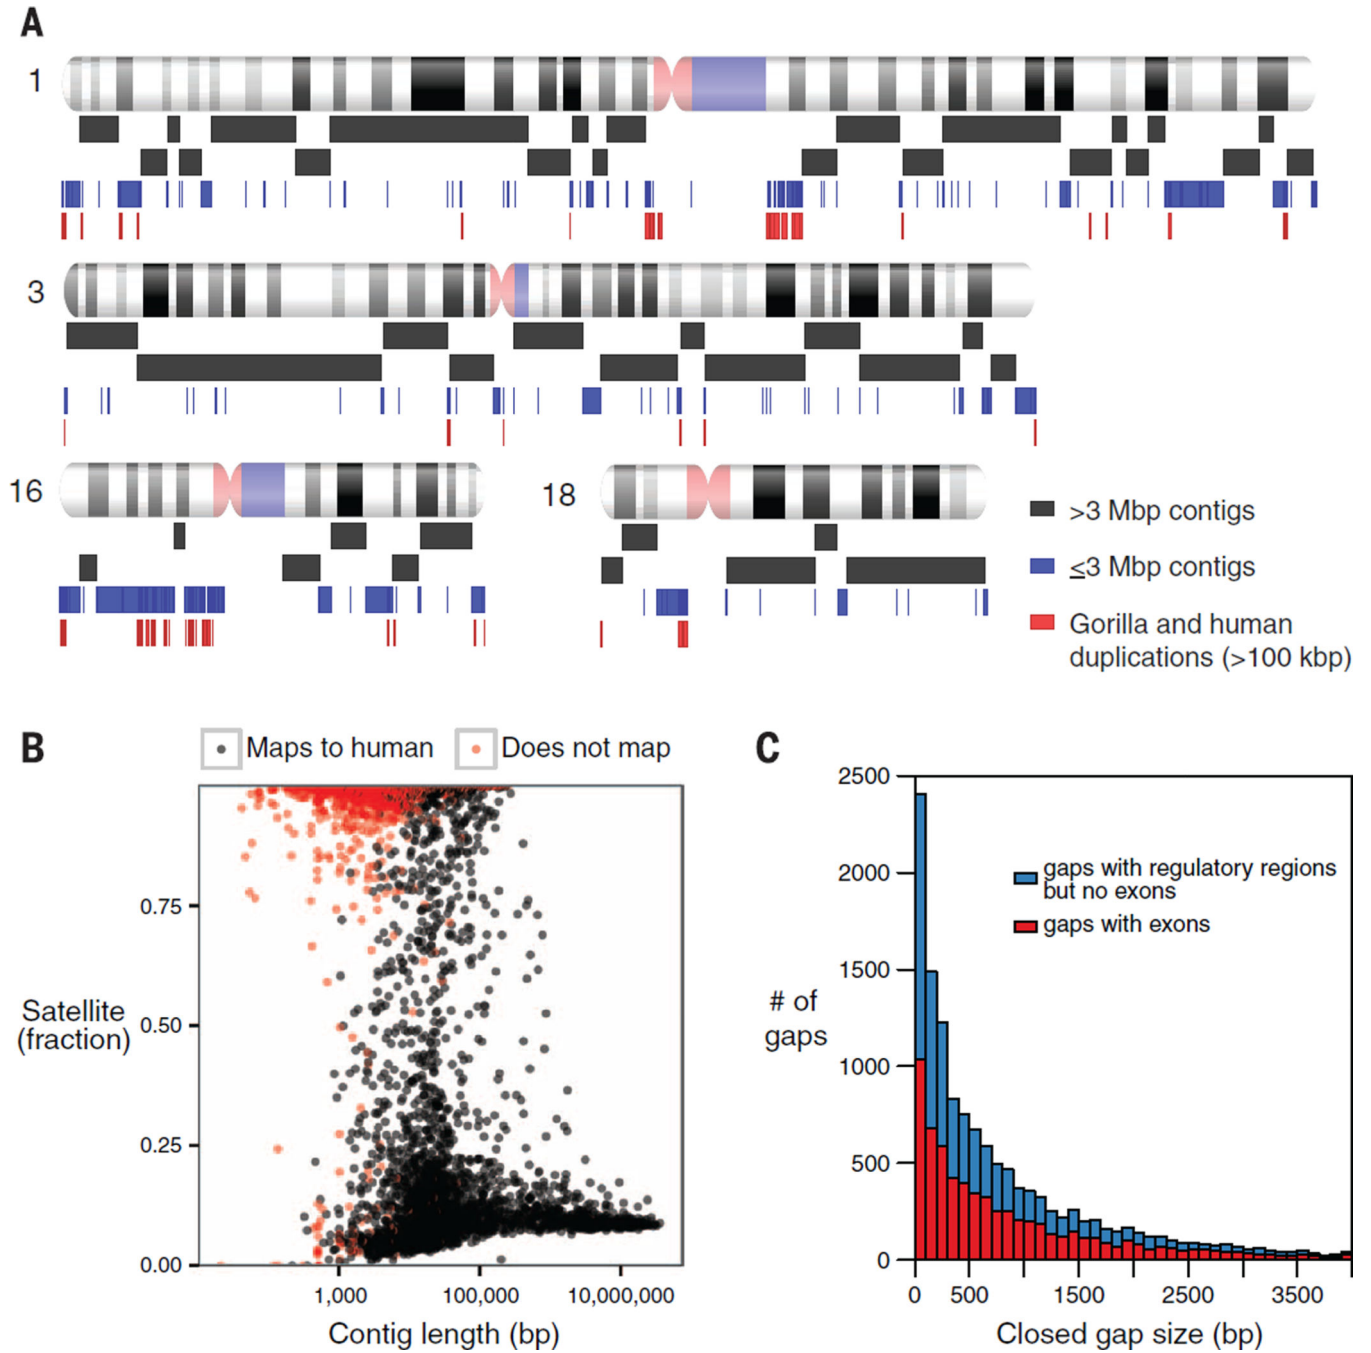 A
1
3
16
18
>3 Mbp contigs
≤3 Mbp contigs
Gorilla and human
duplications (>100 kbp)
B
Maps to human
Does not map
Satellite
(fraction)
0.75
0.50
0.25
0.00
1,000
100,000
10,000,000
Contig length (bp)
C
gaps with regulatory regions
but no exons
gaps with exons
# of
gaps
2500
2000
1500
1000
500
0
0
500
1500
2500
3500
Closed gap size (bp)